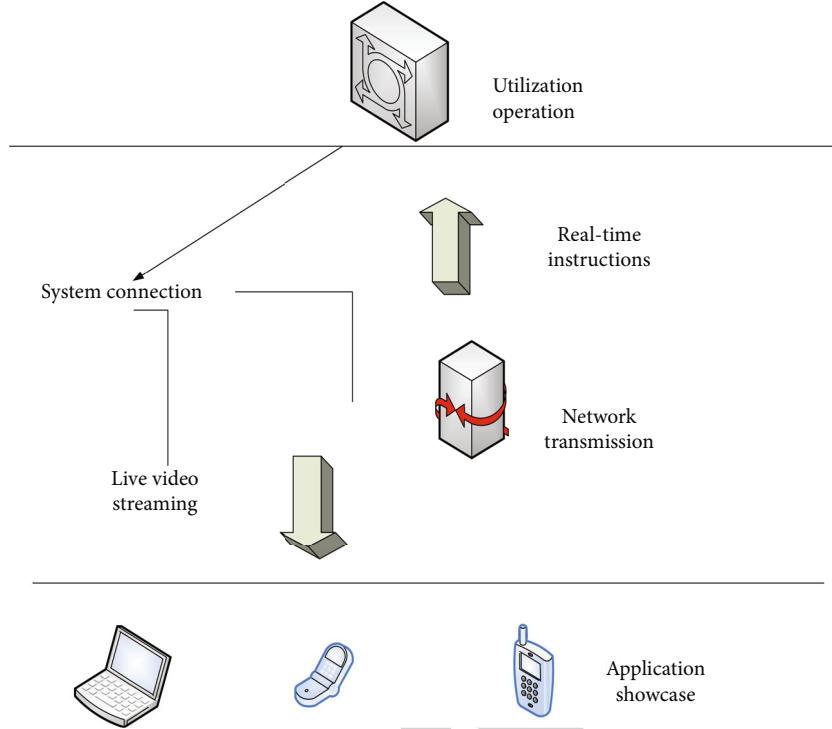 Utilization
operation
Real-time
instructions
System connection
Network
transmission
Live video
streaming
Application
showcase